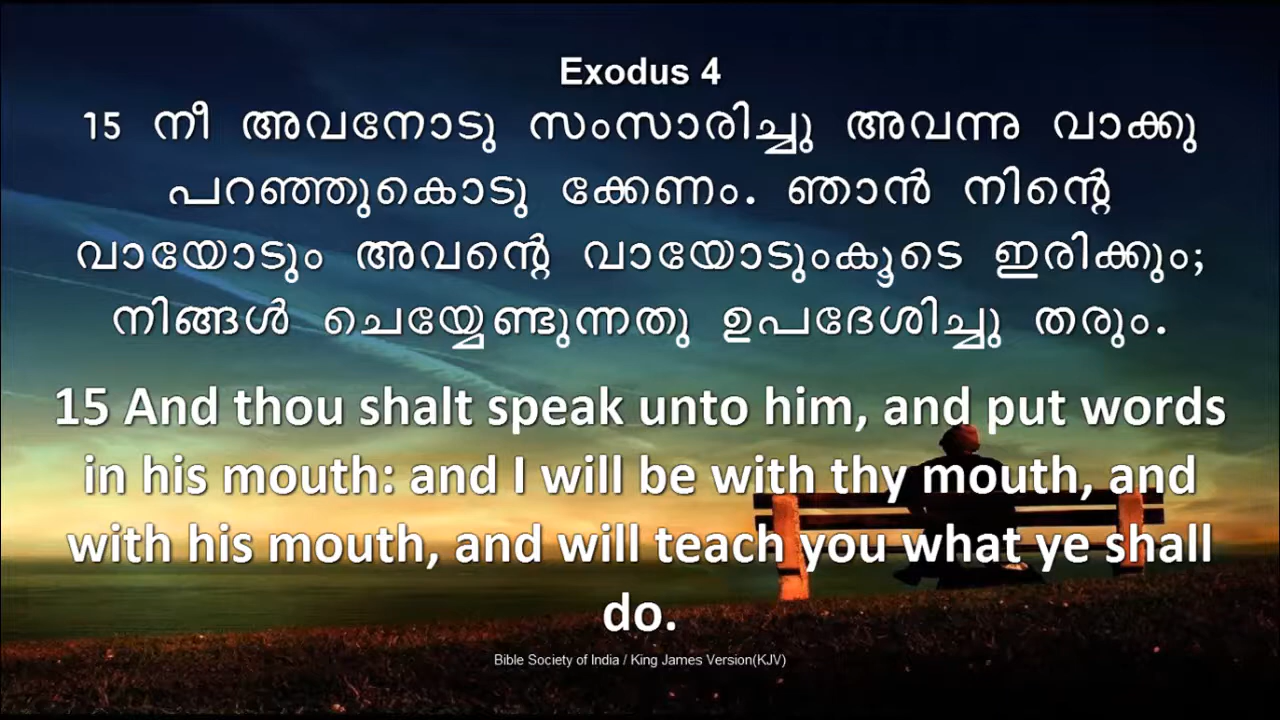 Exodus 4
15 നീ അവനോടു സംസാരിച്ചു അവന്നു വാക്കു
പറഞ്ഞുകൊടു ക്കേണം. ഞാൻ നിന്റെ
വായോടും അവന്റെ വായോടുംകൂടെ ഇരിക്കും;
നിങ്ങൾ ചെയ്യേണ്ടുന്നതു ഉപദേശിച്ചു തരും.
15 And thou shalt speak unto him, and put words
in his mouth: and I will be with thy mouth, and
with his mouth, and will teach you what ye shall
do.
Bible Society of India / King James Version(KJV)